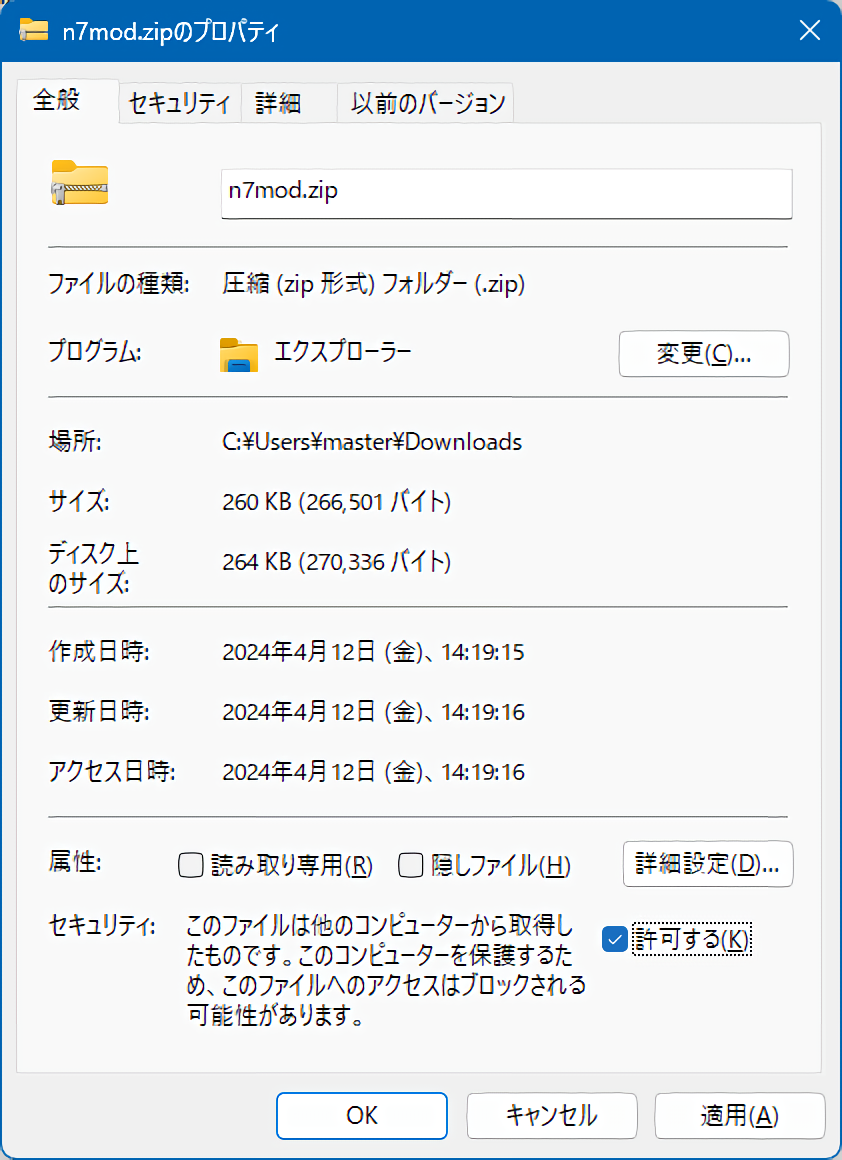 n7mod.zipのプロパティ
全般
セキュリティ
詳細
以前のバージョン
n7mod.zip
ファイルの種類: 圧縮 (zip 形式) フォルダー (.zip)
プログラム: エクスプローラー 変更(C)...
場所: C:¥Users¥master¥Downloads
サイズ: 260 KB (266,501 バイト)
ディスク上
のサイズ: 264 KB (270,336 バイト)
作成日時: 2024年4月12日 (金)、14:19:15
更新日時: 2024年4月12日 (金)、14:19:16
アクセス日時: 2024年4月12日 (金)、14:19:16
属性: 読み取り専用(R) 隠しファイル(H) 詳細設定(D)...
セキュリティ: このファイルは他のコンピューターから取得し
たものです。このコンピューターを保護するた
め、このファイルへのアクセスはブロックされる
可能性があります。
許可する(K)
OK キャンセル 適用(A)